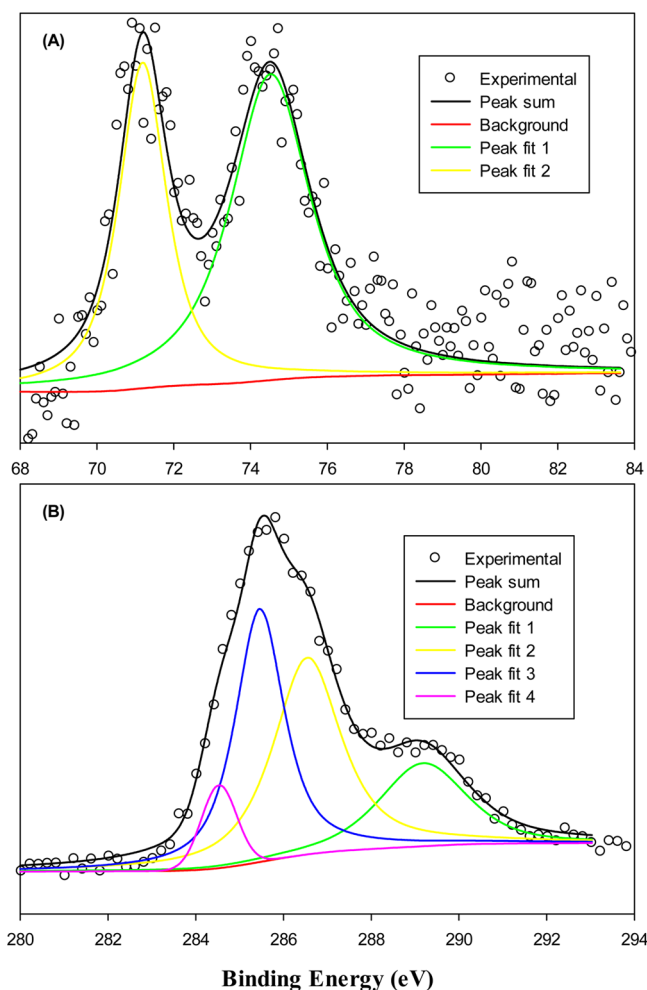 (A)
Experimental
Peak sum
Background
Peak fit 1
Peak fit 2
68 70 72 74 76 78 80 82 84
(B)
Experimental
Peak sum
Background
Peak fit 1
Peak fit 2
Peak fit 3
Peak fit 4
280 282 284 286 288 290 292 294
Binding Energy (eV)